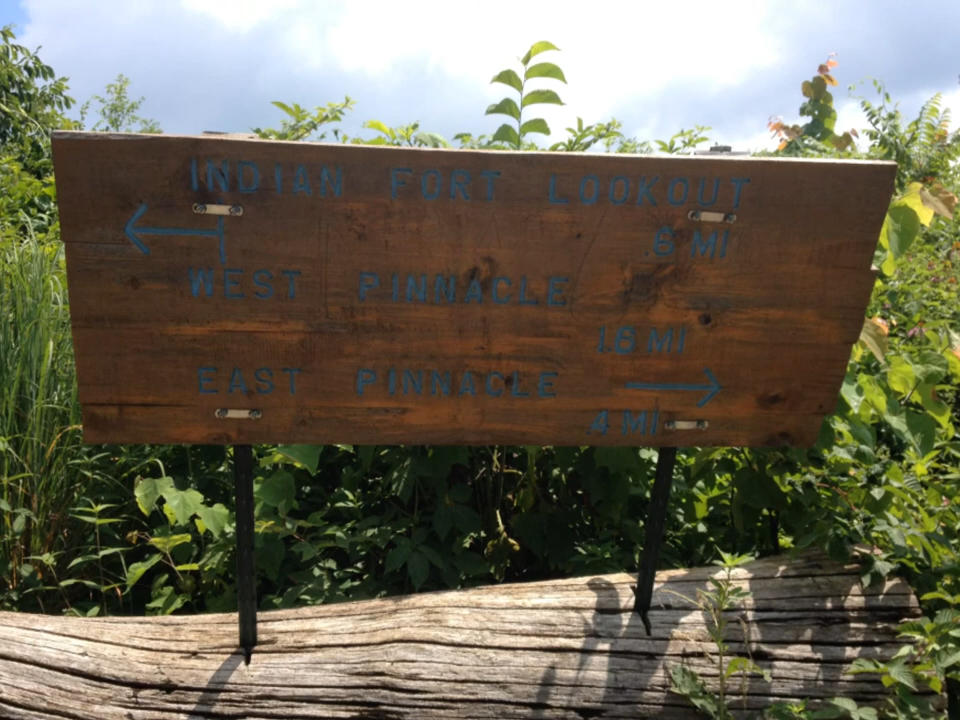 INDIAN FORT LOOKOUT
.6 MI
WEST PINNACLE
1.6 MI
EAST PINNACLE
.4 MI